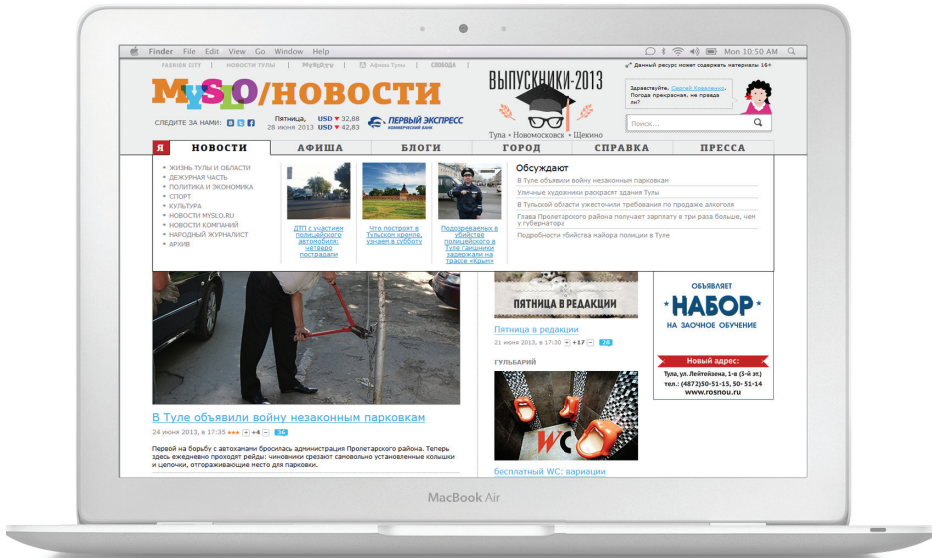 Finder File Edit View Go Window Help Mon 10:50 AM
FASHION CITY | НОВОСТИ ТУЛЫ | MySlo.ru | Афиша Тулы | СЛОБОДА |
Данный ресурс может содержать материалы 16+
MYSLO/НОВОСТИ
ВЫПУСКНИКИ-2013
Тула • Новомосковск • Щекино
Здравствуйте, Сергей Коваленко.
Погода прекрасная, не правда
ли?
СЛЕДИТЕ ЗА НАМИ:
Пятница, USD ▼ 32,88
28 июня 2013 USD ▼ 42,83
ПЕРВЫЙ ЭКСПРЕСС
КОММЕРЧЕСКИЙ БАНК
Поиск...
Я НОВОСТИ АФИША БЛОГИ ГОРОД СПРАВКА ПРЕССА
• ЖИЗНЬ ТУЛЫ И ОБЛАСТИ
• ДЕЖУРНАЯ ЧАСТЬ
• ПОЛИТИКА И ЭКОНОМИКА
• СПОРТ
• КУЛЬТУРА
• НОВОСТИ MYSLO.RU
• НОВОСТИ КОМПАНИЙ
• НАРОДНЫЙ ЖУРНАЛИСТ
• АРХИВ
ДТП с участием
полицейского
автомобиля:
четверо
пострадали
Что построят в
Тульском кремле,
узнаем в субботу
Подозреваемых в
убийстве
полицейского в
Туле гаишники
задержали на
трассе «Крым»
Обсуждают
В Туле объявили войну незаконным парковкам
Уличные художники раскрасят здания Тулы
В Тульской области ужесточили требования по продаже алкоголя
Глава Пролетарского района получает зарплату в три раза больше, чем
у губернатора
Подробности убийства майора полиции в Туле
В Туле объявили войну незаконным парковкам
24 июня 2013, в 17:35 ★★★ + +4 − 36
Первой на борьбу с автохамами бросилась администрация Пролетарского района. Теперь
здесь ежедневно проходят рейды: чиновники срезают самовольно установленные колышки
и цепочки, отгораживающие место для парковки.
ПЯТНИЦА В РЕДАКЦИИ
Пятница в редакции
21 июня 2013, в 17:30 + +17 − 28
ГУЛЬБАРИЙ
WC
бесплатный WC: вариации
ОБЪЯВЛЯЕТ
НАБОР
НА ЗАОЧНОЕ ОБУЧЕНИЕ
Новый адрес:
Тула, ул. Лейтейзена, 1-в (3-й эт.)
тел.: (4872)50-51-15, 50- 51-14
www.rosnou.ru
MacBook Air